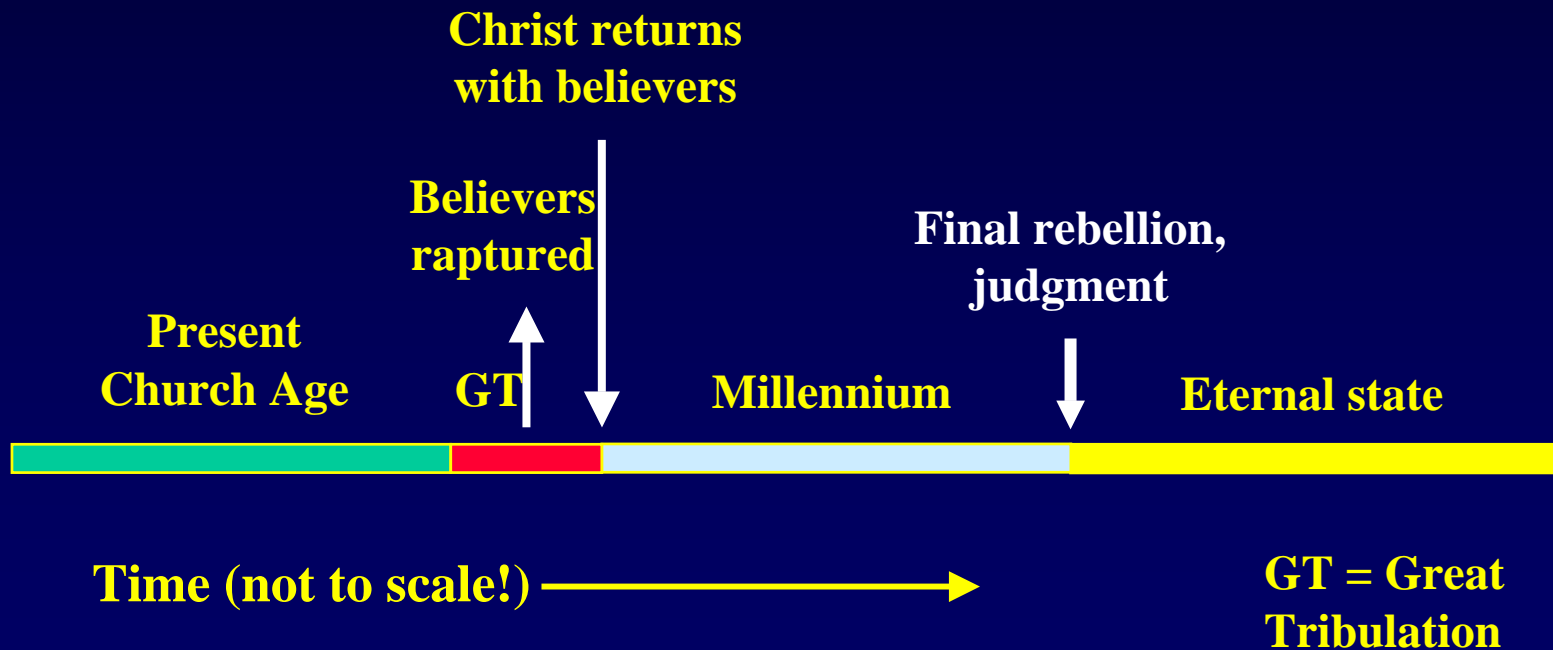 Christ returns
with believers
Believers
raptured
Final rebellion,
judgment
Present
Church Age
GT
Millennium
Eternal state
Time (not to scale!)
GT = Great
Tribulation